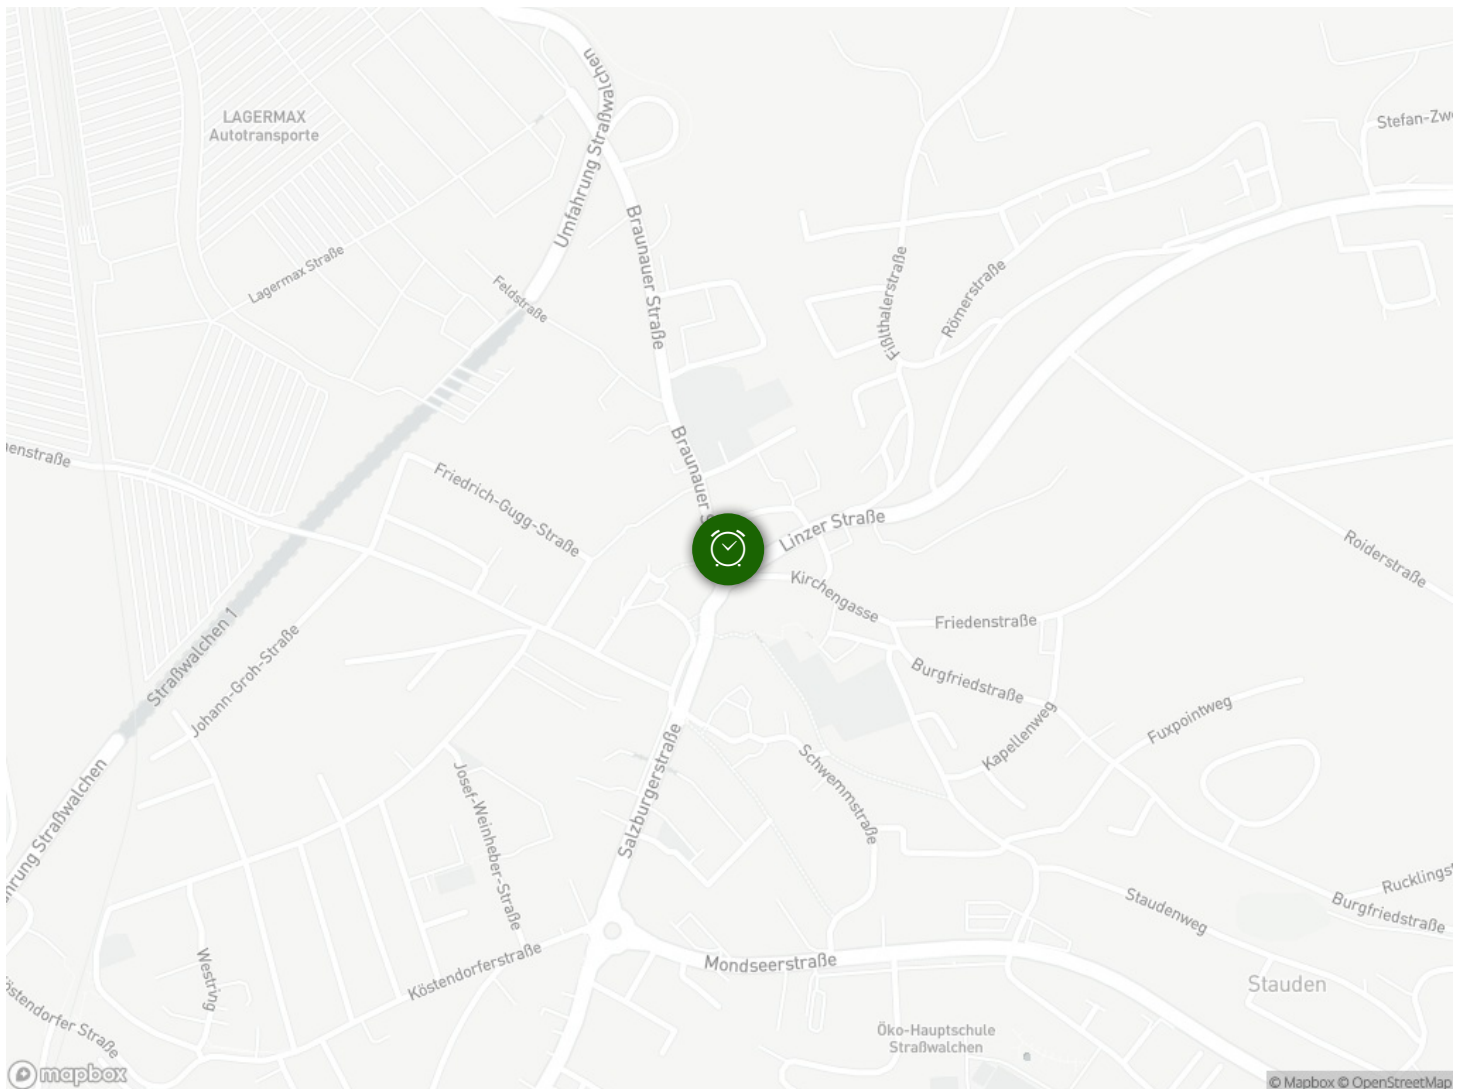 Umfahrung Straßwalchen
LAGERMAX
Autotransporte
Stefan-Zw
Braunauer Straße
Lagermax Straße
Feldstraße
Fißlthalerstraße
Römerstraße
enstraße
Friedrich-Gugg-Straße
Braunauer S
Linzer Straße
Roiderstraße
Kirchengasse
Friedenstraße
Straßwalchen 1
Johann-Groh-Straße
Burgfriedstraße
Kapellenweg
Fuxpointweg
Salzburgerstraße
Schwemmstraße
Josef-Weinheber-Straße
hrung Straßwalchen
Rucklings
Staudenweg
Burgfriedstraße
Westring
Köstendorferstraße
Mondseerstraße
Stauden
östendorfer Straße
Öko-Hauptschule
Straßwalchen
mapbox
© Mapbox © OpenStreetMap